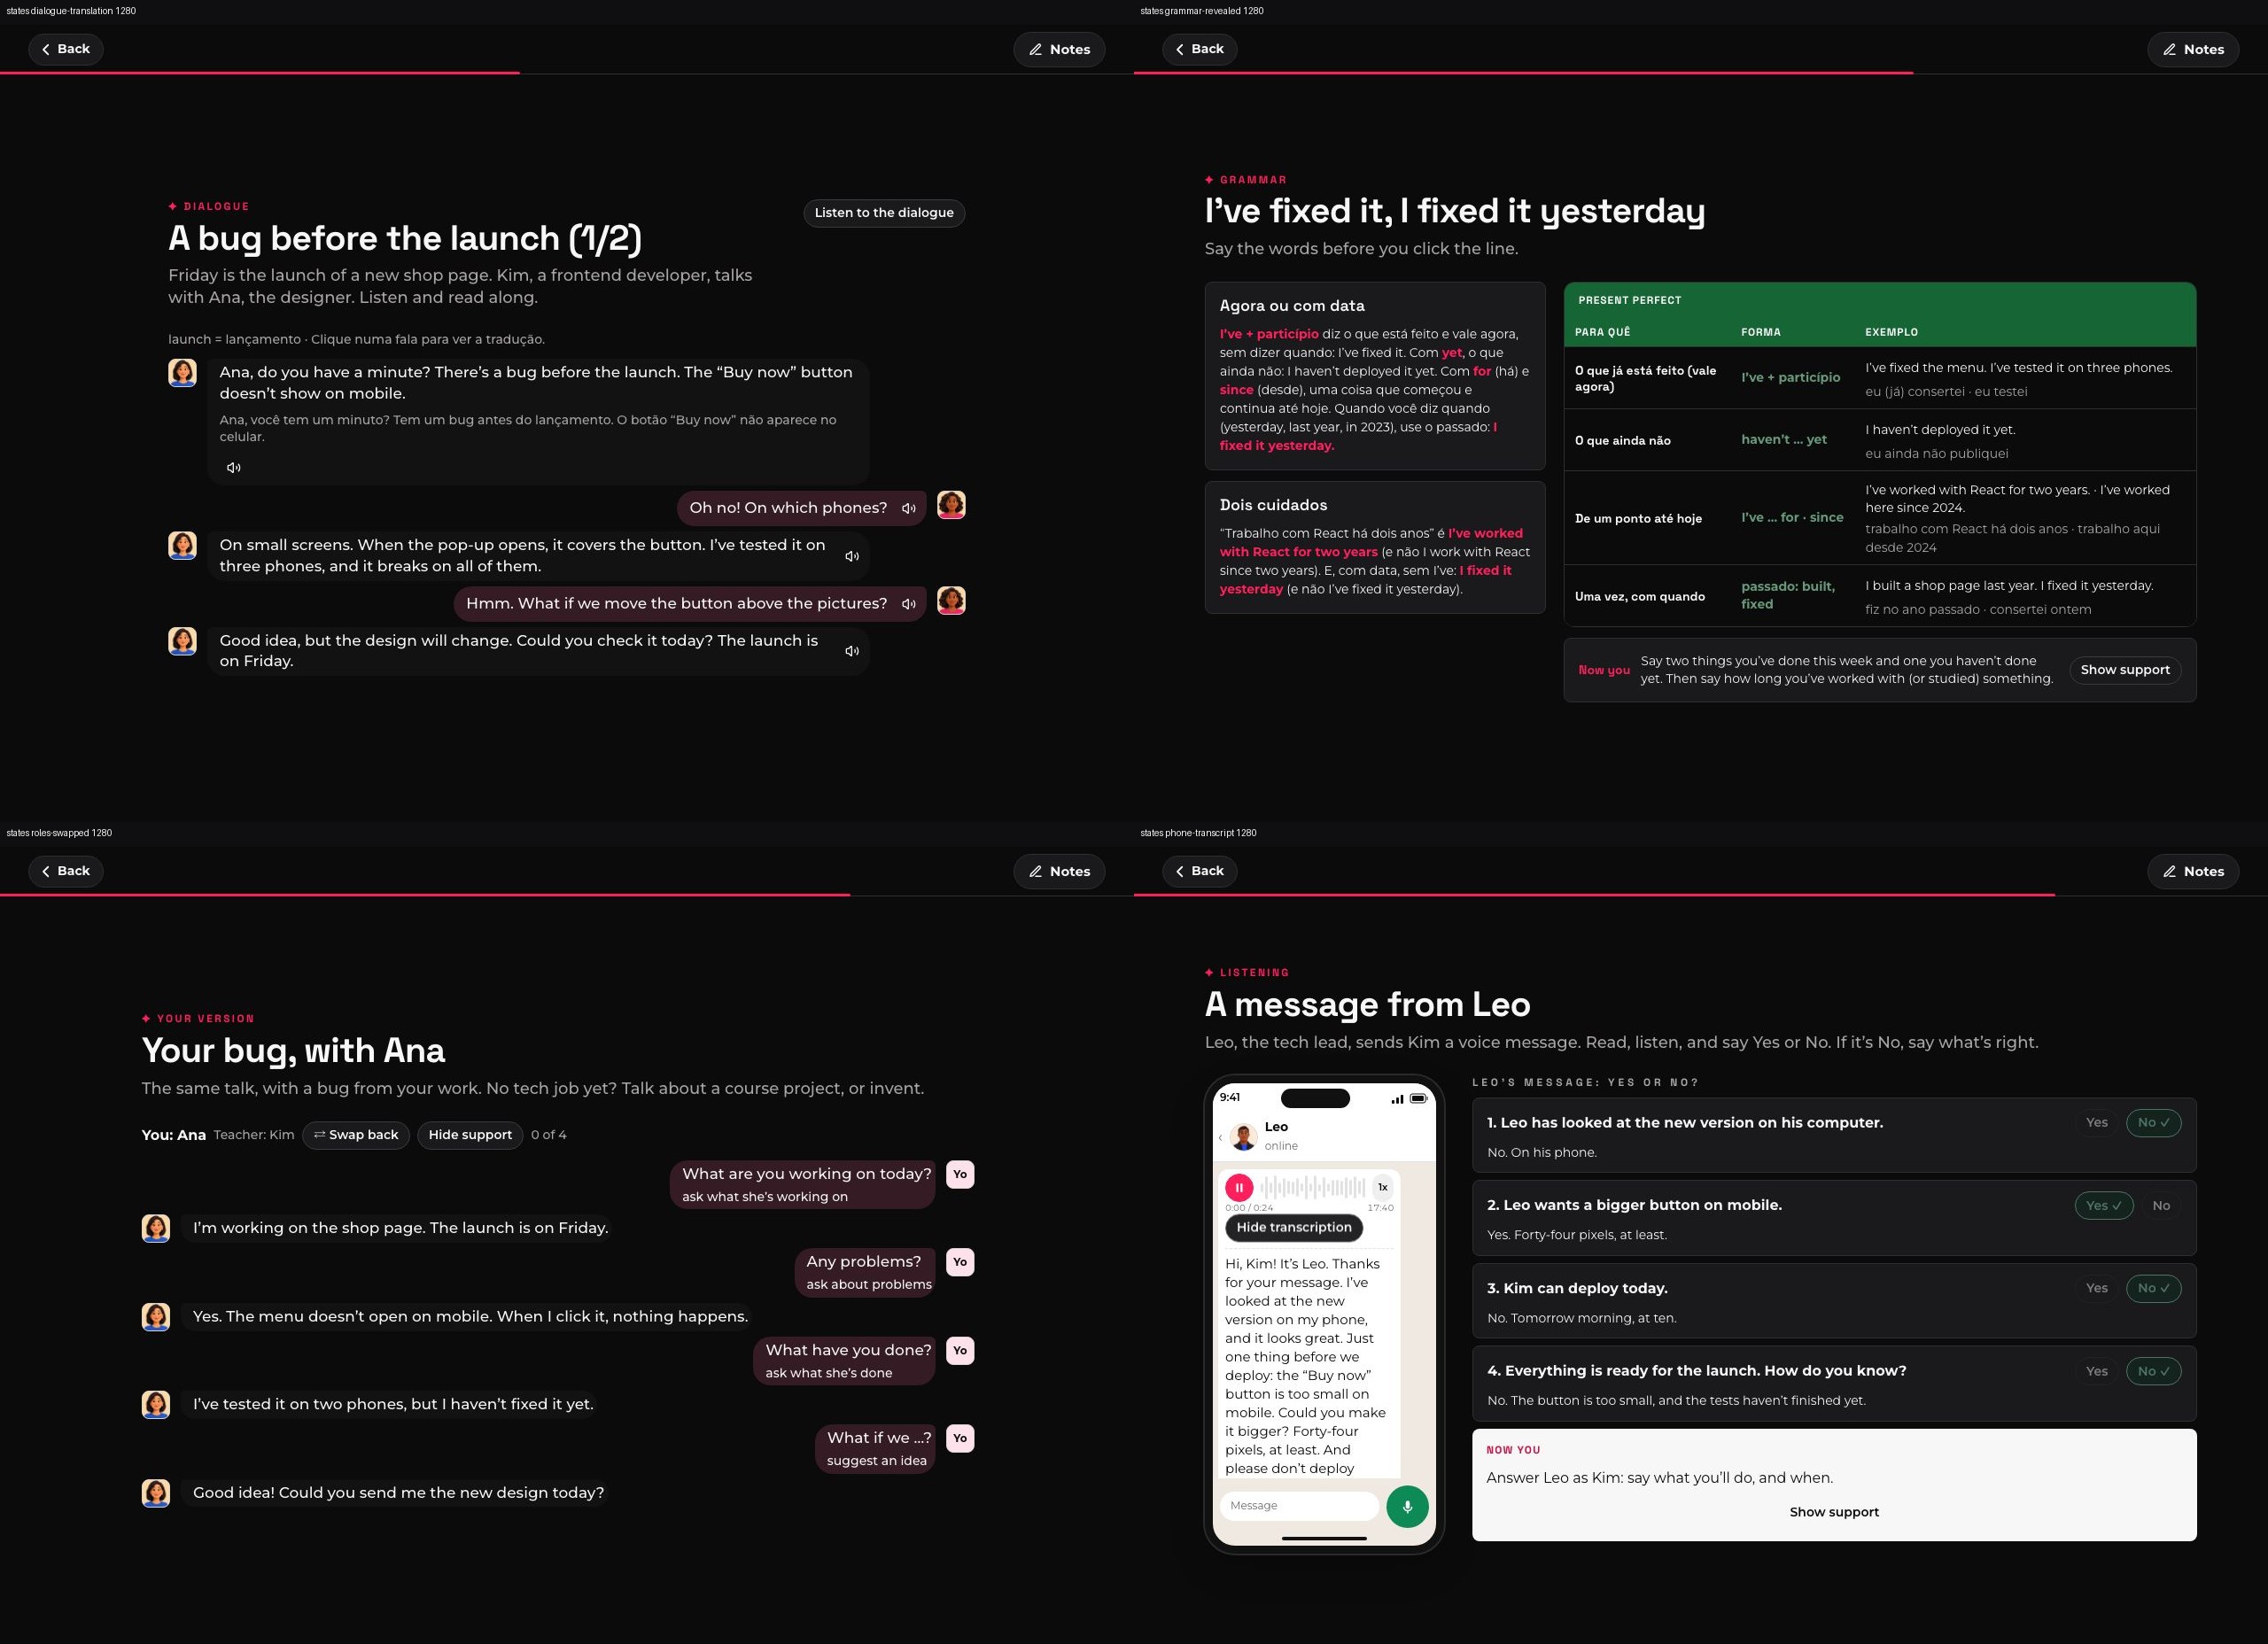 states dialogue-translation 1280
Back
Notes
DIALOGUE
A bug before the launch (1/2)
Listen to the dialogue
Friday is the launch of a new shop page. Kim, a frontend developer, talks
with Ana, the designer. Listen and read along.
launch = lançamento · Clique numa fala para ver a tradução.
Ana, do you have a minute? There's a bug before the launch. The “Buy now” button
doesn't show on mobile.
Ana, você tem um minuto? Tem um bug antes do lançamento. O botão “Buy now” não aparece no
celular.
Oh no! On which phones?
On small screens. When the pop-up opens, it covers the button. I've tested it on
three phones, and it breaks on all of them.
Hmm. What if we move the button above the pictures?
Good idea, but the design will change. Could you check it today? The launch is
on Friday.
states grammar-revealed 1280
Back
Notes
GRAMMAR
I've fixed it, I fixed it yesterday
Say the words before you click the line.
Agora ou com data
I've + particípio diz o que está feito e vale agora,
sem dizer quando: I've fixed it. Com yet, o que
ainda não: I haven't deployed it yet. Com for (há) e
since (desde), uma coisa que começou e
continua até hoje. Quando você diz quando
(yesterday, last year, in 2023), use o passado: I
fixed it yesterday.
Dois cuidados
“Trabalho com React há dois anos” é I've worked
with React for two years (e não I work with React
since two years). E, com data, sem I've: I fixed it
yesterday (e não I've fixed it yesterday).
PRESENT PERFECT
PARA QUÊ FORMA EXEMPLO
O que já está feito (vale
agora)
I've + particípio
I've fixed the menu. I've tested it on three phones.
eu (já) consertei · eu testei
O que ainda não
haven't … yet
I haven't deployed it yet.
eu ainda não publiquei
De um ponto até hoje
I've … for · since
I've worked with React for two years. · I've worked
here since 2024.
trabalho com React há dois anos · trabalho aqui
desde 2024
Uma vez, com quando
passado: built,
fixed
I built a shop page last year. I fixed it yesterday.
fiz no ano passado · consertei ontem
Now you
Say two things you've done this week and one you haven't done
yet. Then say how long you've worked with (or studied) something.
Show support
states roles-swapped 1280
Back
Notes
YOUR VERSION
Your bug, with Ana
The same talk, with a bug from your work. No tech job yet? Talk about a course project, or invent.
You: Ana Teacher: Kim ⇄ Swap back Hide support 0 of 4
What are you working on today?
ask what she's working on
Yo
I'm working on the shop page. The launch is on Friday.
Any problems?
ask about problems
Yo
Yes. The menu doesn't open on mobile. When I click it, nothing happens.
What have you done?
ask what she's done
Yo
I've tested it on two phones, but I haven't fixed it yet.
What if we …?
suggest an idea
Yo
Good idea! Could you send me the new design today?
states phone-transcript 1280
Back
Notes
LISTENING
A message from Leo
Leo, the tech lead, sends Kim a voice message. Read, listen, and say Yes or No. If it's No, say what's right.
9:41
Leo
online
1x
0:00 / 0:24 17:40
Hide transcription
Hi, Kim! It's Leo. Thanks
for your message. I've
looked at the new
version on my phone,
and it looks great. Just
one thing before we
deploy: the “Buy now”
button is too small on
mobile. Could you make
it bigger? Forty-four
pixels, at least. And
please don't deploy
Message
LEO'S MESSAGE: YES OR NO?
1. Leo has looked at the new version on his computer.
Yes No ✓
No. On his phone.
2. Leo wants a bigger button on mobile.
Yes ✓ No
Yes. Forty-four pixels, at least.
3. Kim can deploy today.
Yes No ✓
No. Tomorrow morning, at ten.
4. Everything is ready for the launch. How do you know?
Yes No ✓
No. The button is too small, and the tests haven't finished yet.
NOW YOU
Answer Leo as Kim: say what you'll do, and when.
Show support